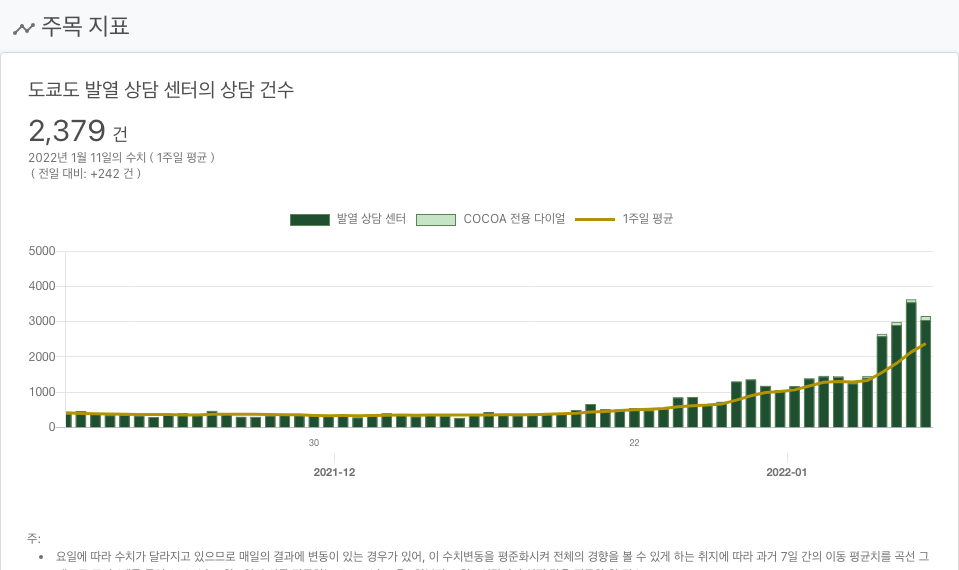 주목 지표
도쿄도 발열 상담 센터의 상담 건수
2,379 건
2022년 1월 11일의 수치 ( 1주일 평균 )
( 전일 대비: +242 건 )
발열 상담 센터 COCOA 전용 다이얼 1주일 평균
5000
4000
3000
2000
1000
0
30 22
2021-12 2022-01
주:
• 요일에 따라 수치가 달라지고 있으므로 매일의 결과에 변동이 있는 경우가 있어, 이 수치변동을 평준화시켜 전체의 경향을 볼 수 있게 하는 취지에 따라 과거 7일 간의 이동 평균치를 곡선 그